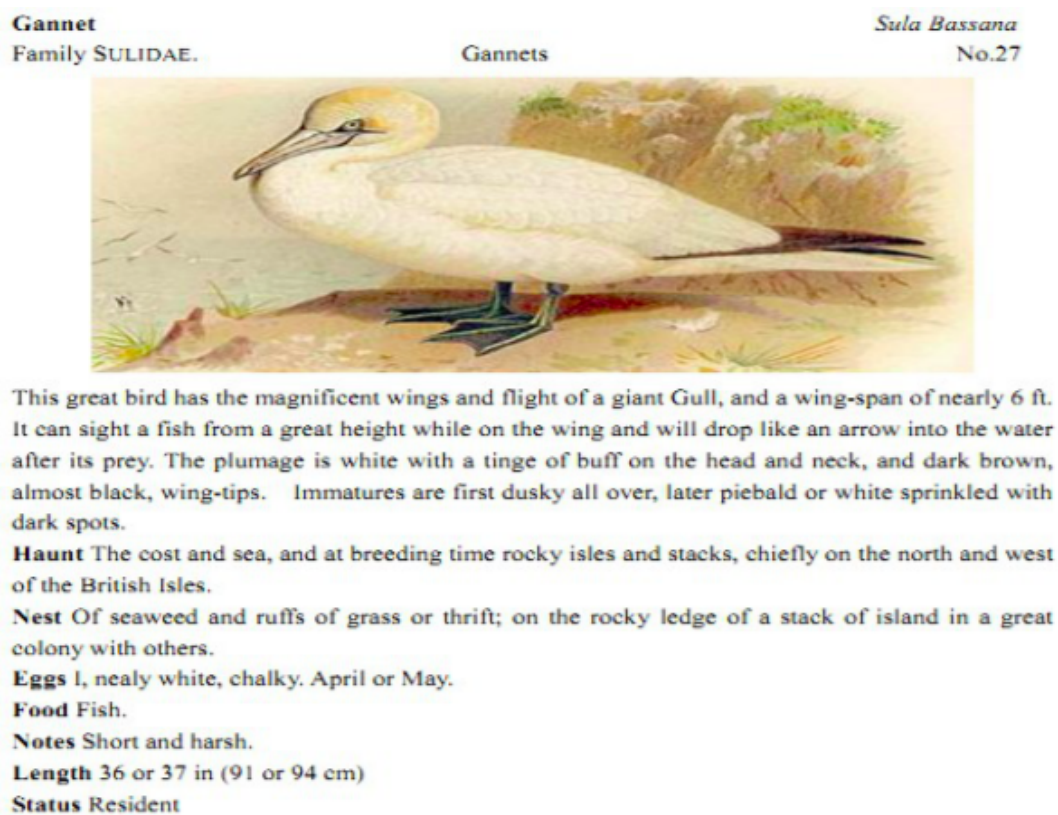 Gannet Sula Bassana
Family SULIDAE. Gannets No.27
This great bird has the magnificent wings and flight of a giant Gull, and a wing-span of nearly 6 ft.
It can sight a fish from a great height while on the wing and will drop like an arrow into the water
after its prey. The plumage is white with a tinge of buff on the head and neck, and dark brown,
almost black, wing-tips. Immatures are first dusky all over, later piebald or white sprinkled with
dark spots.
Haunt The cost and sea, and at breeding time rocky isles and stacks, chiefly on the north and west
of the British Isles.
Nest Of seaweed and ruffs of grass or thrift; on the rocky ledge of a stack of island in a great
colony with others.
Eggs I, nealy white, chalky. April or May.
Food Fish.
Notes Short and harsh.
Length 36 or 37 in (91 or 94 cm)
Status Resident